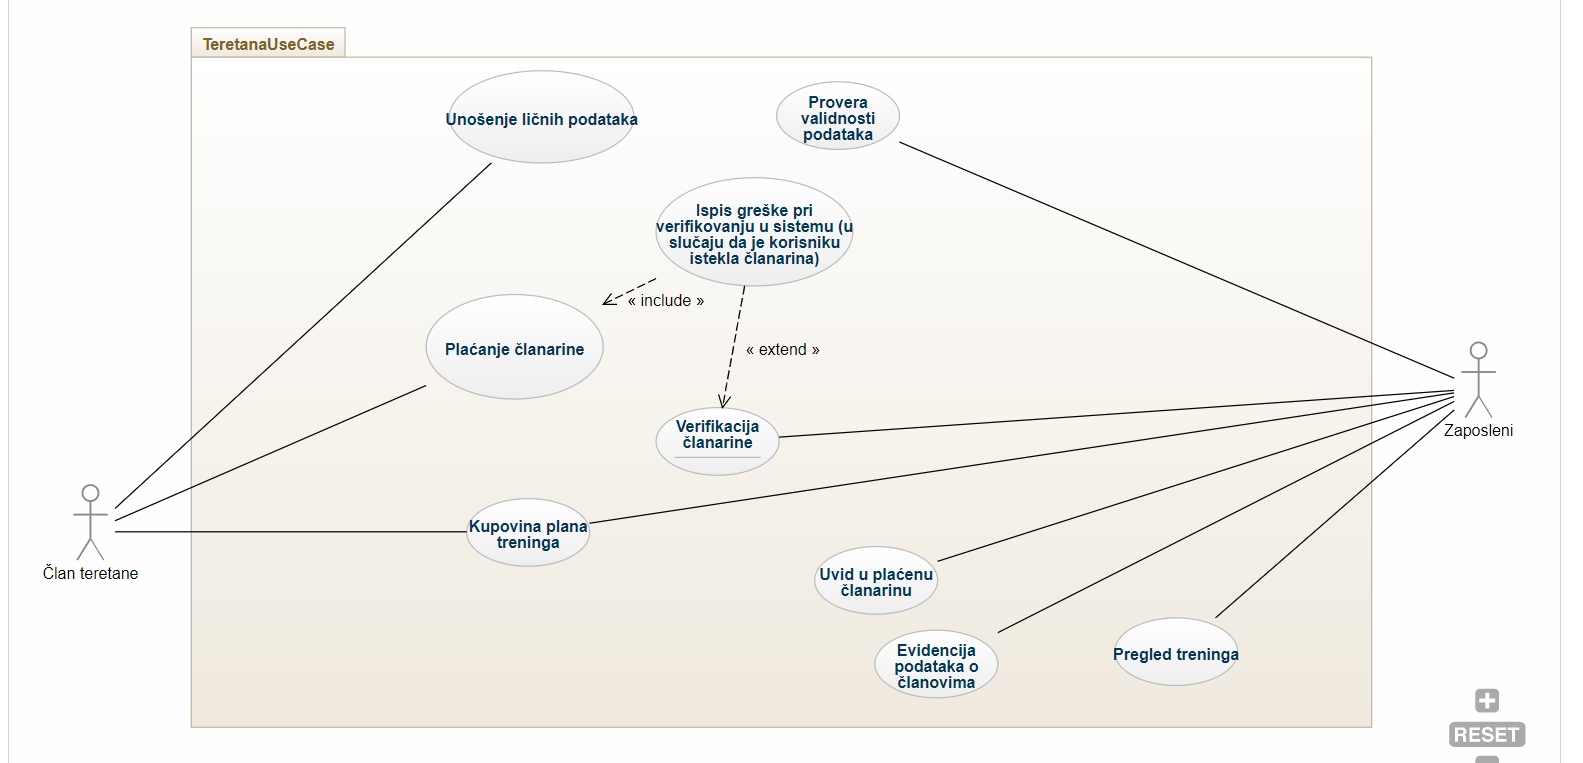 TeretanaUseCase
Unošenje ličnih podataka
Provera
validnosti
podataka
Ispis greške pri
verifikovanju u sistemu (u
slučaju da je korisniku
istekla članarina)
« include »
Plaćanje članarine
« extend »
Verifikacija
članarine
Zaposleni
Kupovina plana
treninga
Član teretane
Uvid u plaćenu
članarinu
Evidencija
podataka o
članovima
Pregled treninga
RESET